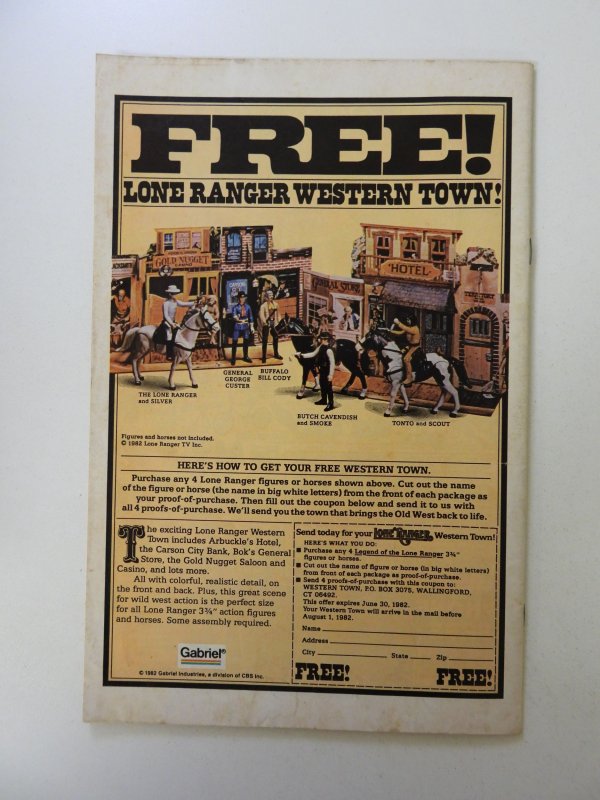 FREE!
LONE RANGER WESTERN TOWN!
GOLD NUGGET
HOTEL
GENERAL STORE
THE LONE RANGER
and SILVER
GENERAL
GEORGE
CUSTER
BUFFALO
BILL CODY
BUTCH CAVENDISH
and SMOKE
TONTO and SCOUT
Figures and horses not included.
© 1982 Lone Ranger TV Inc.
HERE'S HOW TO GET YOUR FREE WESTERN TOWN.
Purchase any 4 Lone Ranger figures or horses shown above. Cut out the name
of the figure or horse (the name in big white letters) from the front of each package as
your proof-of-purchase. Then fill out the coupon below and send it to us with
all 4 proofs-of-purchase. We'll send you the town that brings the Old West back to life.
The exciting Lone Ranger Western
Town includes Arbuckle's Hotel,
the Carson City Bank, Bok's General
Store, the Gold Nugget Saloon and
Casino, and lots more.
All with colorful, realistic detail, on
the front and back. Plus, this great scene
for wild west action is the perfect size
for all Lone Ranger 3¾" action figures
and horses. Some assembly required.
Gabriel®
© 1982 Gabriel Industries, a division of CBS Inc.
Send today for your LONE RANGER Western Town!
HERE'S WHAT YOU DO:
■ Purchase any 4 Legend of the Lone Ranger 3¾"
figures or horses.
■ Cut out the name of figure or horse (in big white letters)
from front of each package as proof-of-purchase.
■ Send 4 proofs-of-purchase with this coupon to:
WESTERN TOWN, P.O. BOX 3075, WALLINGFORD,
CT 06492.
This offer expires June 30, 1982.
Your Western Town will arrive in the mail before
August 1, 1982.
Name
Address
City State Zip
FREE! FREE!